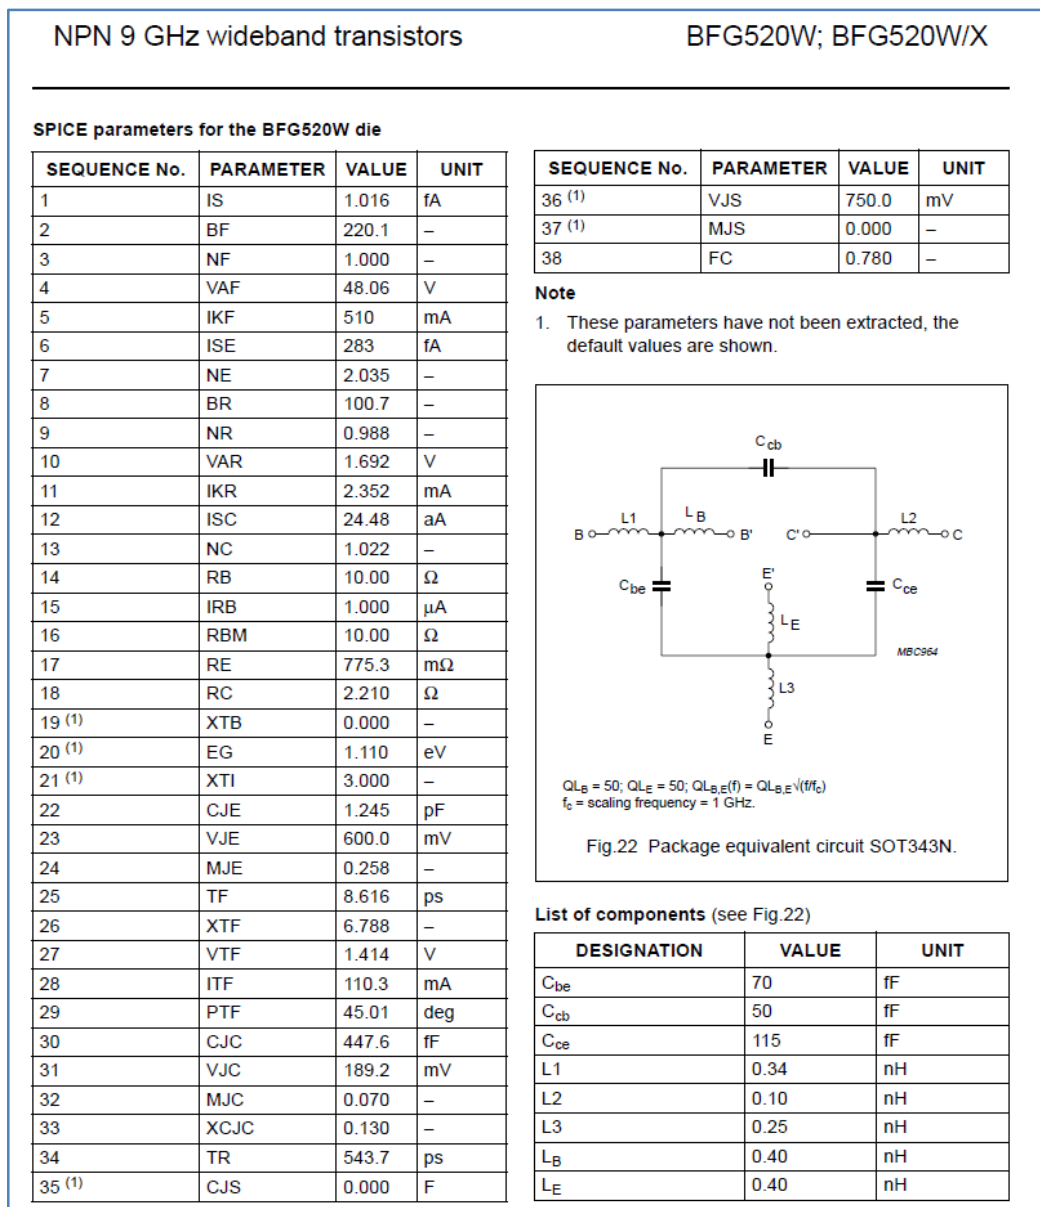 NPN 9 GHz wideband transistors BFG520W; BFG520W/X
SPICE parameters for the BFG520W die
SEQUENCE No. PARAMETER VALUE UNIT
1 IS 1.016 fA
2 BF 220.1 –
3 NF 1.000 –
4 VAF 48.06 V
5 IKF 510 mA
6 ISE 283 fA
7 NE 2.035 –
8 BR 100.7 –
9 NR 0.988 –
10 VAR 1.692 V
11 IKR 2.352 mA
12 ISC 24.48 aA
13 NC 1.022 –
14 RB 10.00 Ω
15 IRB 1.000 μA
16 RBM 10.00 Ω
17 RE 775.3 mΩ
18 RC 2.210 Ω
19 (1) XTB 0.000 –
20 (1) EG 1.110 eV
21 (1) XTI 3.000 –
22 CJE 1.245 pF
23 VJE 600.0 mV
24 MJE 0.258 –
25 TF 8.616 ps
26 XTF 6.788 –
27 VTF 1.414 V
28 ITF 110.3 mA
29 PTF 45.01 deg
30 CJC 447.6 fF
31 VJC 189.2 mV
32 MJC 0.070 –
33 XCJC 0.130 –
34 TR 543.7 ps
35 (1) CJS 0.000 F
SEQUENCE No. PARAMETER VALUE UNIT
36 (1) VJS 750.0 mV
37 (1) MJS 0.000 –
38 FC 0.780 –
Note
1. These parameters have not been extracted, the
default values are shown.
Ccb
L1 LB L2
B B' C' C
Cbe E' Cce
LE
MBC964
L3
E
QLB = 50; QLE = 50; QLB,E(f) = QLB,E√(f/fc)
fc = scaling frequency = 1 GHz.
Fig.22 Package equivalent circuit SOT343N.
List of components (see Fig.22)
DESIGNATION VALUE UNIT
Cbe 70 fF
Ccb 50 fF
Cce 115 fF
L1 0.34 nH
L2 0.10 nH
L3 0.25 nH
LB 0.40 nH
LE 0.40 nH